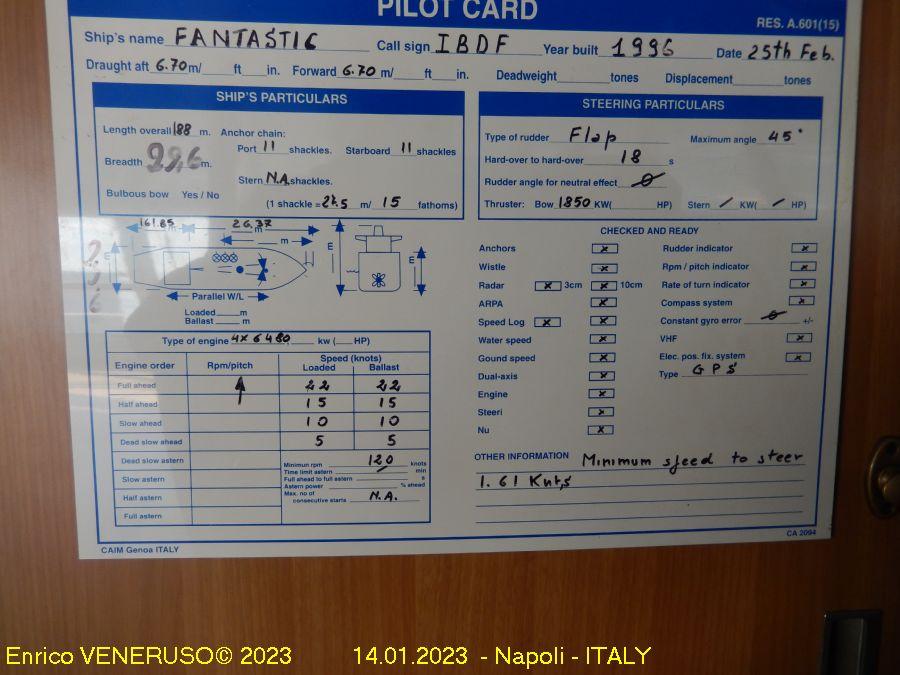 PILOT CARD
RES. A.601(15)
Ship's name FANTASTIC Call sign IBDF Year built 1996 Date 25th Feb.
Draught aft 6.70 m/ ft in. Forward 6.70 m/ ft in. Deadweight tones Displacement tones
SHIP'S PARTICULARS
Length overall 188 m. Anchor chain:
Port 11 shackles. Starboard 11 shackles
Breadth m.
Stern N.A. shackles.
Bulbous bow Yes / No
(1 shackle = 27.5 m/ 15 fathoms)
STEERING PARTICULARS
Type of rudder Flap Maximum angle 45°
Hard-over to hard-over 18 s
Rudder angle for neutral effect 0
Thruster: Bow 1850 KW( HP) Stern / KW( / HP)
161.85 m 26.37 m
m
m m m
Parallel W/L
Loaded m
Ballast m
Type of engine 4x6480 kw ( HP)
Engine order Rpm/pitch Speed (knots)
Loaded Ballast
Full ahead 22 22
Half ahead 15 15
Slow ahead 10 10
Dead slow ahead 5 5
Dead slow astern
Slow astern
Half astern
Full astern
Minimun rpm 120 knots
Time limit astern min
Full ahead to full astern s
Astern power % ahead
Max. no of
consecutive starts N.A.
CHECKED AND READY
Anchors x
Wistle x
Radar x 3cm x 10cm
ARPA x
Speed Log x x
Water speed x
Gound speed x
Dual-axis x
Engine x
Steeri x
Nu x
Rudder indicator x
Rpm / pitch indicator x
Rate of turn indicator x
Compass system x
Constant gyro error 0 +/-
VHF x
Elec. pos. fix. system x
Type GPS
OTHER INFORMATION Minimum speed to steer
1.61 Knts
CAIM Genoa ITALY
CA 2094
Enrico VENERUSO© 2023 14.01.2023 - Napoli - ITALY